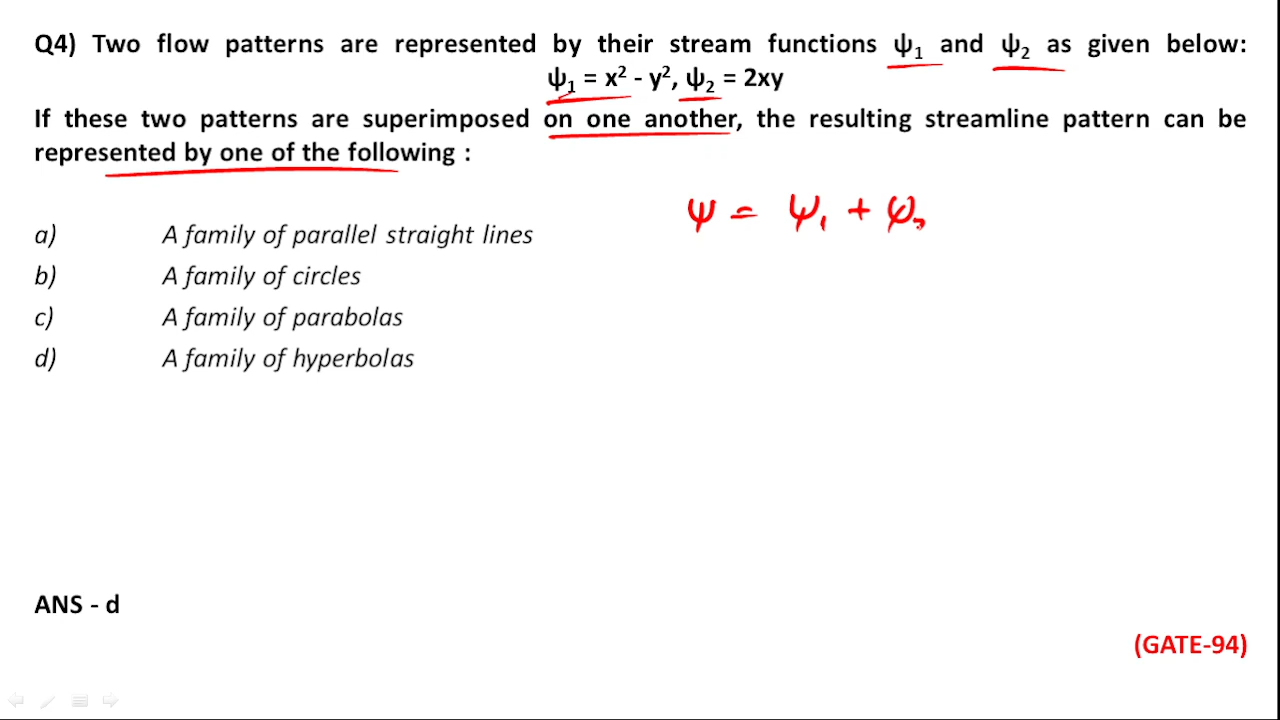 Q4) Two flow patterns are represented by their stream functions ψ₁ and ψ₂ as given below:
ψ₁ = x² - y², ψ₂ = 2xy
If these two patterns are superimposed on one another, the resulting streamline pattern can be
represented by one of the following :
ψ = ψ₁ + ψ₂
a) A family of parallel straight lines
b) A family of circles
c) A family of parabolas
d) A family of hyperbolas
ANS - d
(GATE-94)